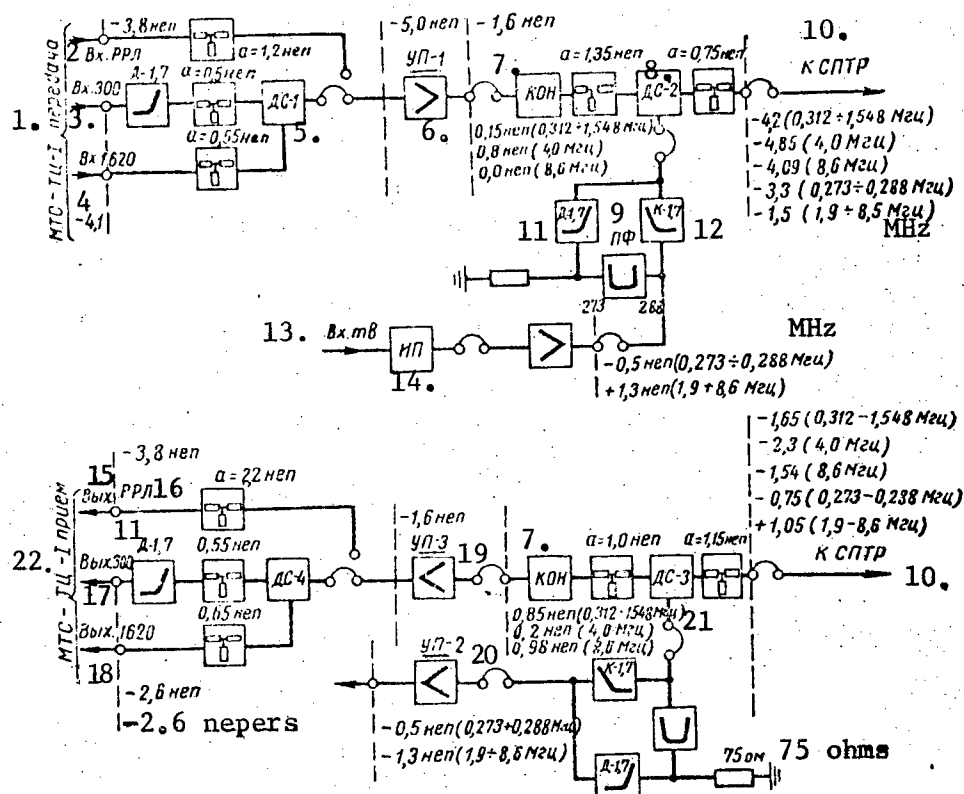 -3,8 неп
2 Вх.РРЛ
a=1,2 неп
Д-1,7
a=0,5 неп
1. МТС-ТЦ-I передача
3. Вх.300
ДС-1
5.
a=0,55 неп
Вх.1620
4
-4,1
-5,0 неп
УП-1
6.
-1,6 неп
7.
КОН
a=1,35 неп
8.
ДС-2
a=0,75 неп
10.
К СПТР
0,15 неп (0,312÷1,548 Мгц)
0,8 неп (4,0 Мгц)
0,0 неп (8,6 Мгц)
-4,2 (0,312÷1,548 Мгц)
-4,85 (4,0 Мгц)
-4,09 (8,6 Мгц)
-3,3 (0,273÷0,288 Мгц)
-1,5 (1,9÷8,5 Мгц)
MHz
11
Д-1,7
9
ПФ
К-1,7
12
273 288
13. Вх.тв
ИП
14.
MHz
-0,5 неп (0,273÷0,288 Мгц)
+1,3 неп (1,9÷8,6 Мгц)
-3,8 неп
15
Вых. РРЛ 16
a=2,2 неп
11
Д-1,7
0,55 неп
22. МТС-ТЦ-I прием
Вых.300
17
ДС-4
0,65 неп
Вых.1620
18
-2,6 неп
-2.6 nepers
-1,6 неп
УП-3
19
7.
КОН
a=1,0 неп
ДС-3
a=1,15 неп
К СПТР
10.
-1,65 (0,312-1,548 Мгц)
-2,3 (4,0 Мгц)
-1,54 (8,6 Мгц)
-0,75 (0,273-0,238 Мгц)
+1,05 (1,9-8,6 Мгц)
0,85 неп (0,312-1548 Мгц)
0,2 неп (4,0 Мгц)
0,98 неп (8,6 Мгц)
21
УП-2
20
К-1,7
-0,5 неп (0,273÷0,288 Мгц)
-1,3 неп (1,9÷8,6 Мгц)
Д-1,7
75 ом
75 ohms